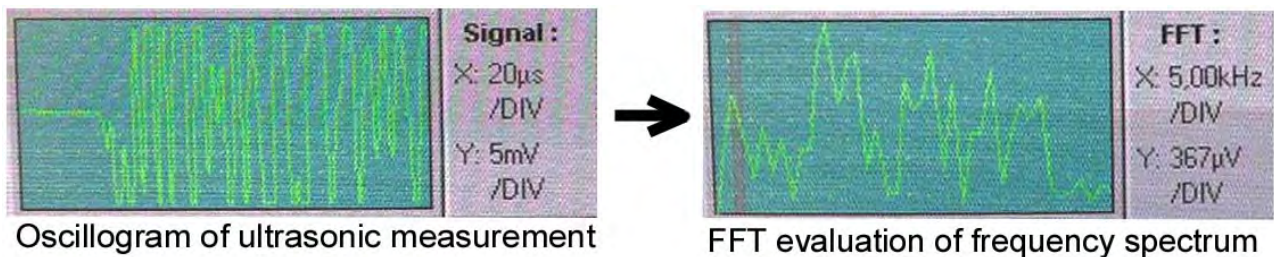 Signal :
X: 20µs
/DIV
Y: 5mV
/DIV
FFT :
X: 5,00kHz
/DIV
Y: 367µV
/DIV
Oscillogram of ultrasonic measurement
FFT evaluation of frequency spectrum